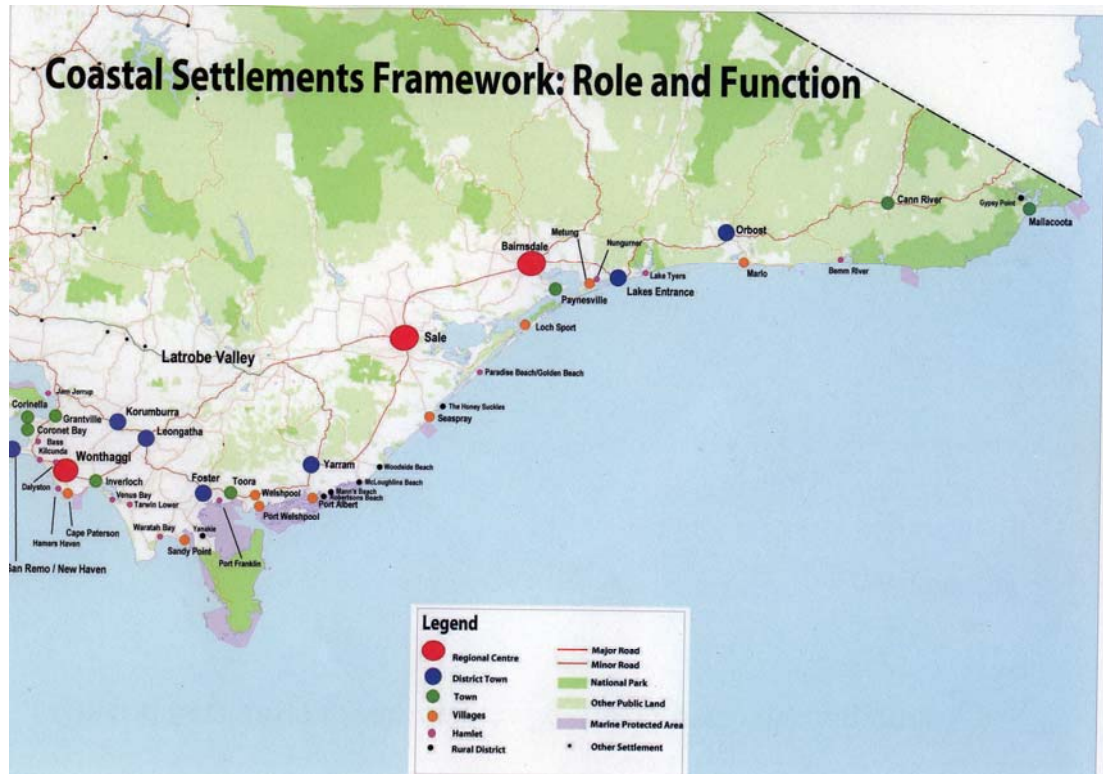 Coastal Settlements Framework: Role and Function
Cann River
Gypsy Point
Mallacoota
Orbost
Metung
Nungurner
Bairnsdale
Lake Tyers
Marlo
Bemm River
Lakes Entrance
Paynesville
Loch Sport
Sale
Latrobe Valley
Paradise Beach/Golden Beach
Jam Jerrup
The Honey Suckles
Corinella
Grantville
Korumburra
Seaspray
Coronet Bay
Leongatha
Bass
Kilcunda
Wonthaggi
Yarram
Woodside Beach
Dalyston
Inverloch
Foster
Toora
Welshpool
McLoughlins Beach
Mann's Beach
Robertsons Beach
Port Albert
Venus Bay
Tarwin Lower
Port Welshpool
Cape Paterson
Hamers Haven
Waratah Bay
Yanakie
Sandy Point
Port Franklin
San Remo / New Haven
Legend
Regional Centre
District Town
Town
Villages
Hamlet
Rural District
Major Road
Minor Road
National Park
Other Public Land
Marine Protected Area
Other Settlement